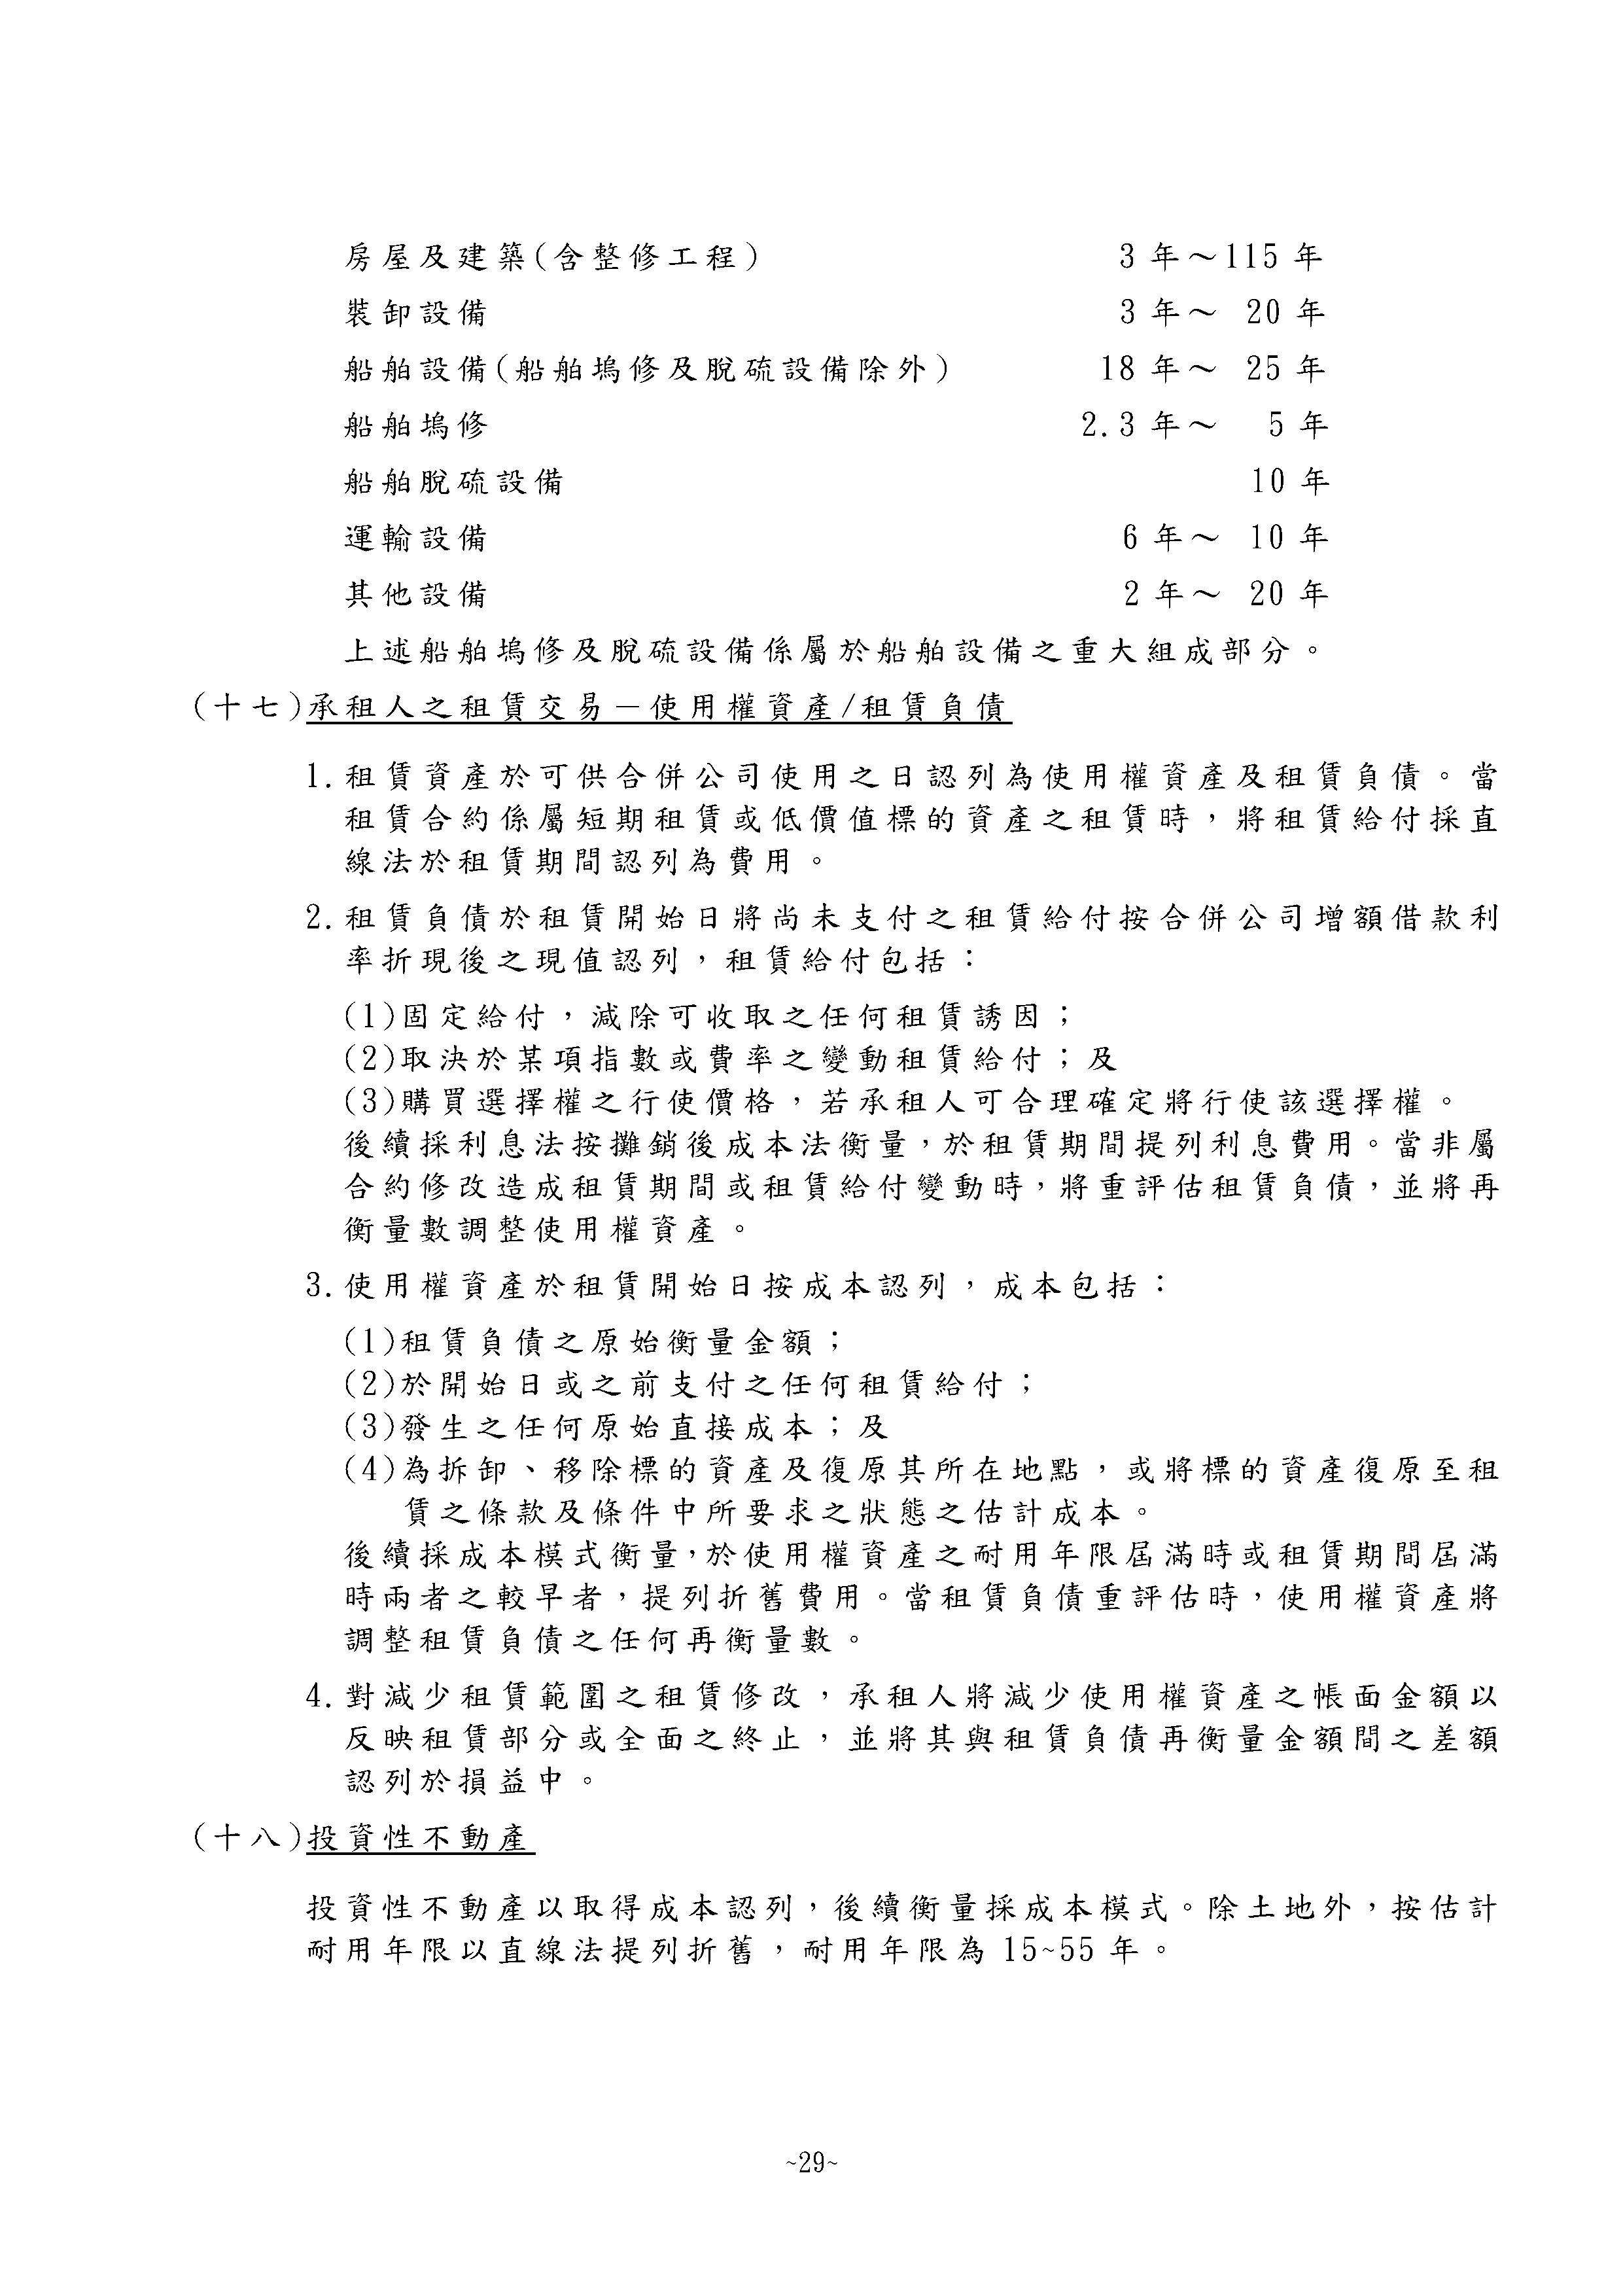 房屋及建築(含整修工程) 3 年～115 年
裝卸設備 3 年～ 20 年
船舶設備(船舶塢修及脫硫設備除外) 18 年～ 25 年
船舶塢修 2.3 年～ 5 年
船舶脫硫設備 10 年
運輸設備 6 年～ 10 年
其他設備 2 年～ 20 年
上述船舶塢修及脫硫設備係屬於船舶設備之重大組成部分。
(十七)承租人之租賃交易－使用權資產/租賃負債
1.租賃資產於可供合併公司使用之日認列為使用權資產及租賃負債。當
租賃合約係屬短期租賃或低價值標的資產之租賃時，將租賃給付採直
線法於租賃期間認列為費用。
2.租賃負債於租賃開始日將尚未支付之租賃給付按合併公司增額借款利
率折現後之現值認列，租賃給付包括：
(1)固定給付，減除可收取之任何租賃誘因；
(2)取決於某項指數或費率之變動租賃給付；及
(3)購買選擇權之行使價格，若承租人可合理確定將行使該選擇權。
後續採利息法按攤銷後成本法衡量，於租賃期間提列利息費用。當非屬
合約修改造成租賃期間或租賃給付變動時，將重評估租賃負債，並將再
衡量數調整使用權資產。
3.使用權資產於租賃開始日按成本認列，成本包括：
(1)租賃負債之原始衡量金額；
(2)於開始日或之前支付之任何租賃給付；
(3)發生之任何原始直接成本；及
(4)為拆卸、移除標的資產及復原其所在地點，或將標的資產復原至租
賃之條款及條件中所要求之狀態之估計成本。
後續採成本模式衡量，於使用權資產之耐用年限屆滿時或租賃期間屆滿
時兩者之較早者，提列折舊費用。當租賃負債重評估時，使用權資產將
調整租賃負債之任何再衡量數。
4.對減少租賃範圍之租賃修改，承租人將減少使用權資產之帳面金額以
反映租賃部分或全面之終止，並將其與租賃負債再衡量金額間之差額
認列於損益中。
(十八)投資性不動產
投資性不動產以取得成本認列，後續衡量採成本模式。除土地外，按估計
耐用年限以直線法提列折舊，耐用年限為 15~55 年。
~29~